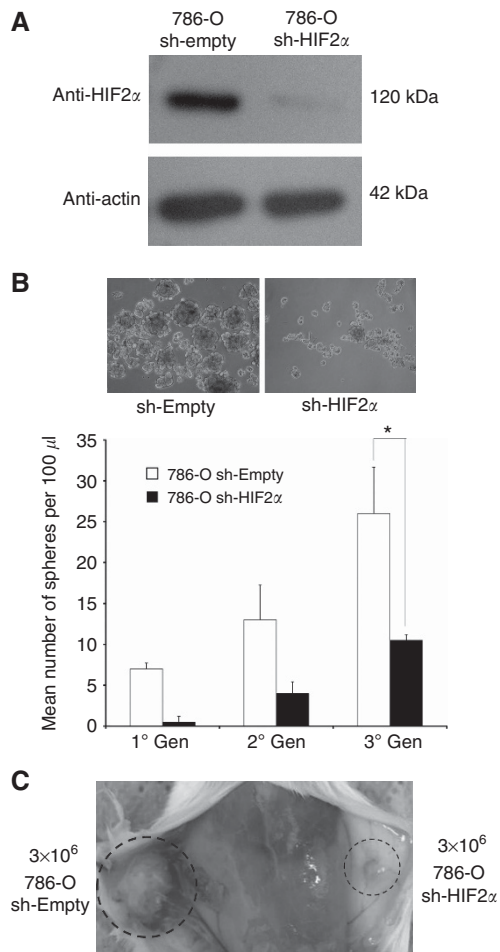 A
786-O
sh-empty
786-O
sh-HIF2α
Anti-HIF2α
120 kDa
Anti-actin
42 kDa
B
sh-Empty
sh-HIF2α
Mean number of spheres per 100 μl
35
30
25
20
15
10
5
0
*
786-O sh-Empty
786-O sh-HIF2α
1° Gen
2° Gen
3° Gen
C
3×10⁶
786-O
sh-Empty
3×10⁶
786-O
sh-HIF2α